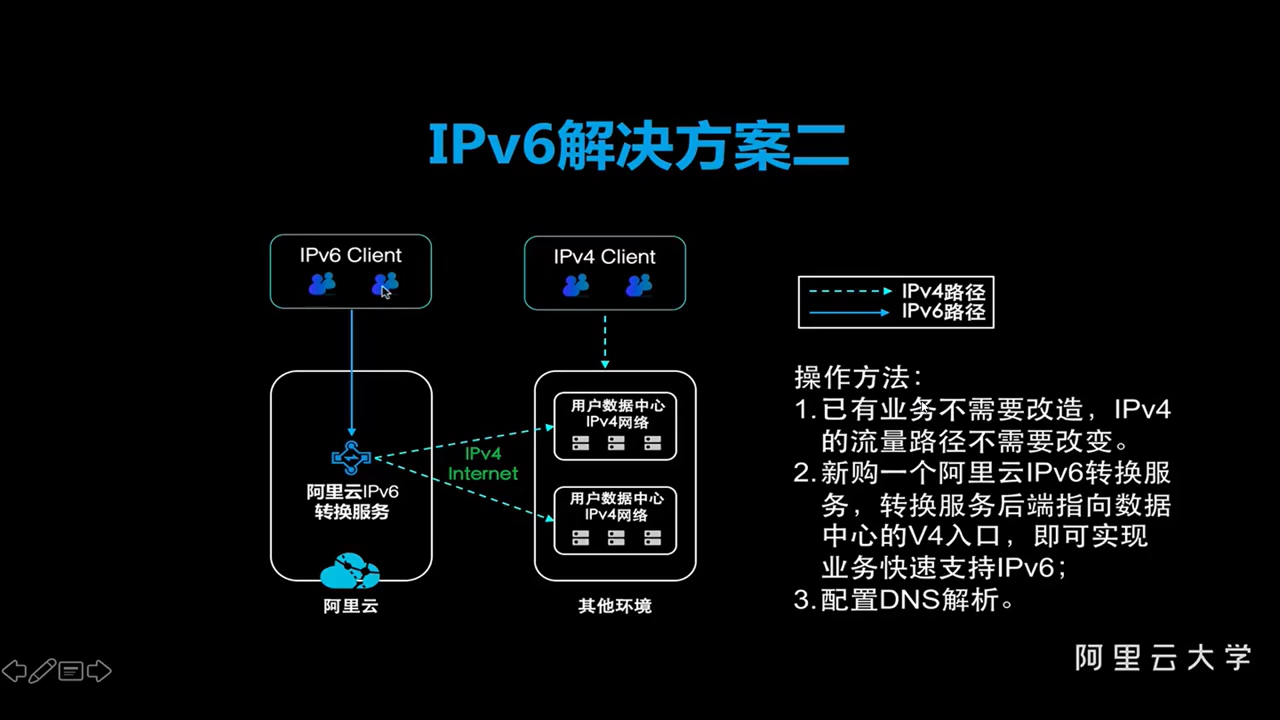 IPv6解决方案二
IPv6 Client
IPv4 Client
IPv4路径
IPv6路径
用户数据中心
IPv4网络
IPv4
Internet
阿里云IPv6
转换服务
用户数据中心
IPv4网络
阿里云
其他环境
操作方法：
1.已有业务不需要改造，IPv4
的流量路径不需要改变。
2.新购一个阿里云IPv6转换服
务，转换服务后端指向数据
中心的V4入口，即可实现
业务快速支持IPv6；
3.配置DNS解析。
阿里云大学